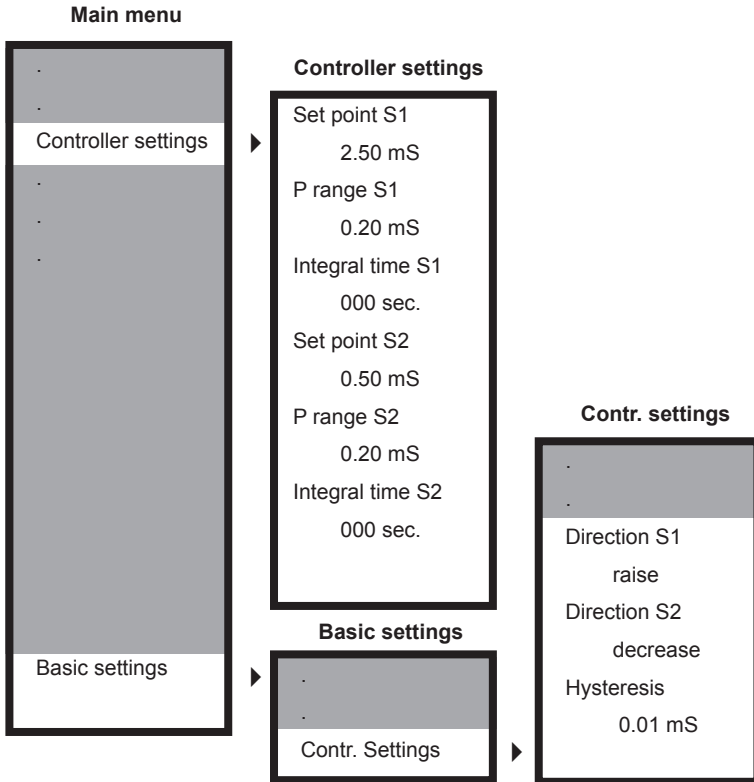 Main menu
.
.
Controller settings
.
.
.
Basic settings
Controller settings
Set point S1
2.50 mS
P range S1
0.20 mS
Integral time S1
000 sec.
Set point S2
0.50 mS
P range S2
0.20 mS
Integral time S2
000 sec.
Basic settings
.
.
Contr. Settings
Contr. settings
.
.
Direction S1
raise
Direction S2
decrease
Hysteresis
0.01 mS